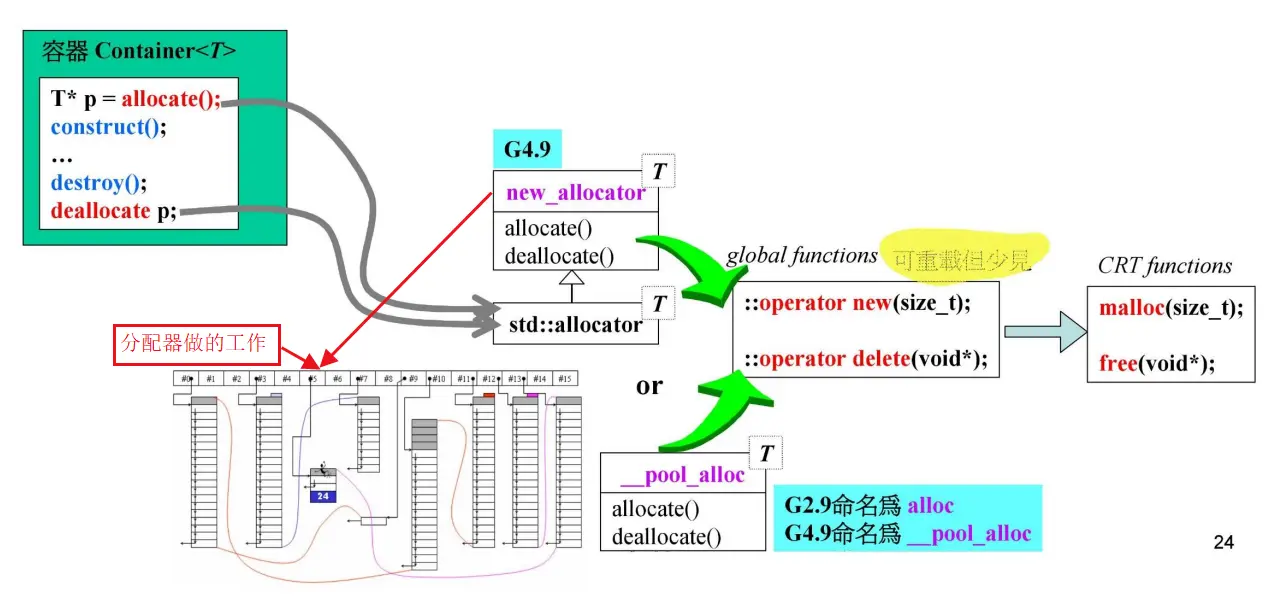 容器 Container<T>
T* p = allocate();
construct();
…
destroy();
deallocate p;
G4.9
T
new_allocator
allocate()
deallocate()
T
std::allocator
分配器做的工作
#0 #1 #2 #3 #4 #5 #6 #7 #8 #9 #10 #11 #12 #13 #14 #15
24
global functions 可重載但少見
::operator new(size_t);
::operator delete(void*);
CRT functions
malloc(size_t);
free(void*);
or
T
__pool_alloc
allocate()
deallocate()
G2.9命名為 alloc
G4.9命名為 __pool_alloc
24